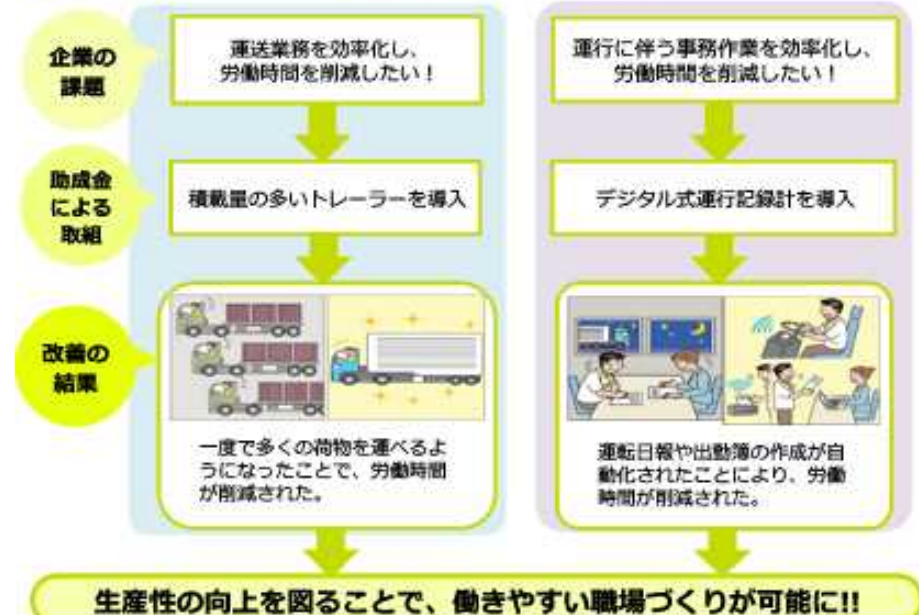 企業の
課題
運送業務を効率化し、
労働時間を削減したい！
運行に伴う事務作業を効率化し、
労働時間を削減したい！
助成金
による
取組
積載量の多いトレーラーを導入
デジタル式運行記録計を導入
改善の
結果
一度で多くの荷物を運べるよ
うになったことで、労働時間
が削減された。
運転日報や出勤簿の作成が自
動化されたことにより、労働
時間が削減された。
生産性の向上を図ることで、働きやすい職場づくりが可能に!!